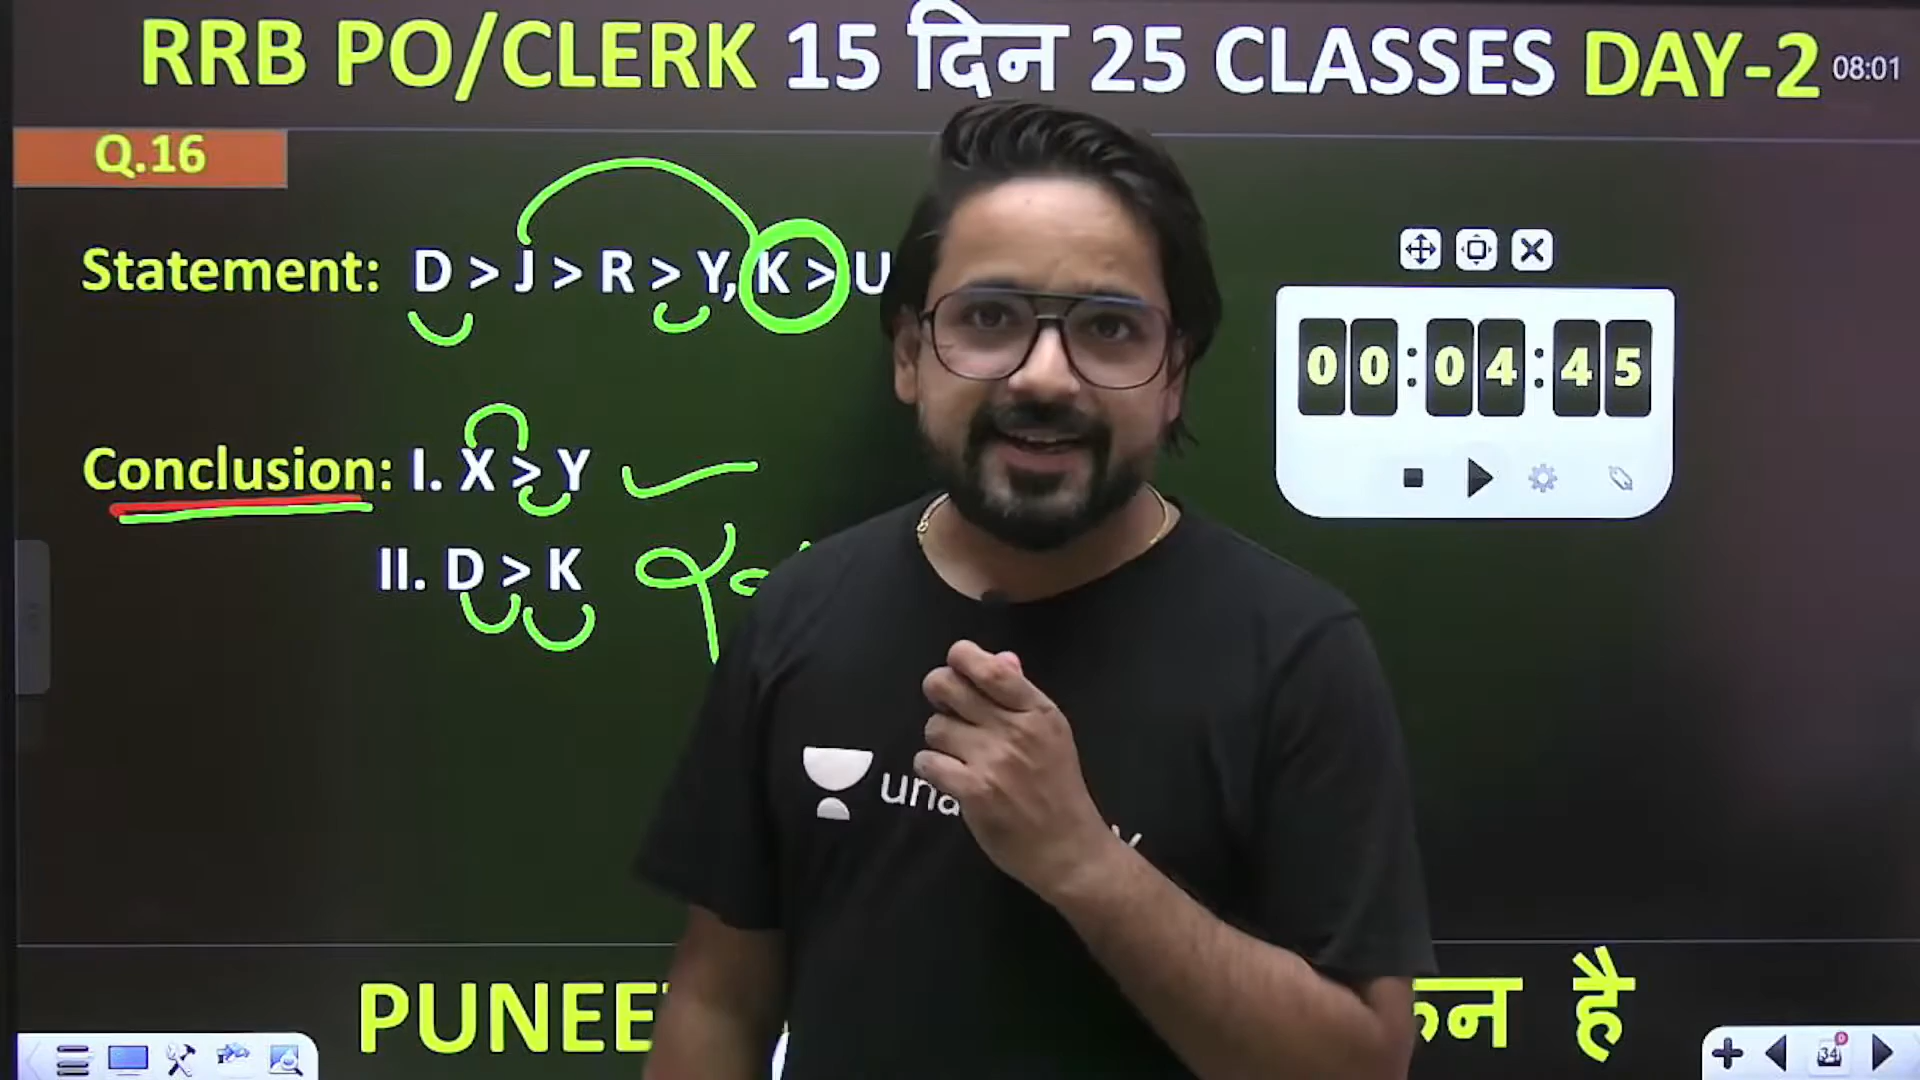 RRB PO/CLERK 15 दिन 25 CLASSES DAY-2 08:01
Q.16
Statement: D > J > R > Y, K > U
00:04:45
Conclusion: I. X > Y
II. D > K
PUNEE
है
34
0